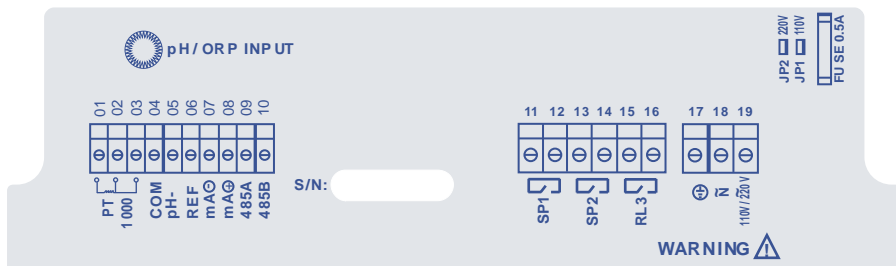 pH/ORP INPUT
JP2 220V
JP1 110V
FUSE 0.5A
01 02 03 04 05 06 07 08 09 10
11 12 13 14 15 16
17 18 19
PT
1000
COM
pH-
REF
mA⊖
mA⊕
485A
485B
S/N:
SP1
SP2
RL3
Ñ
110V/220V
WARNING